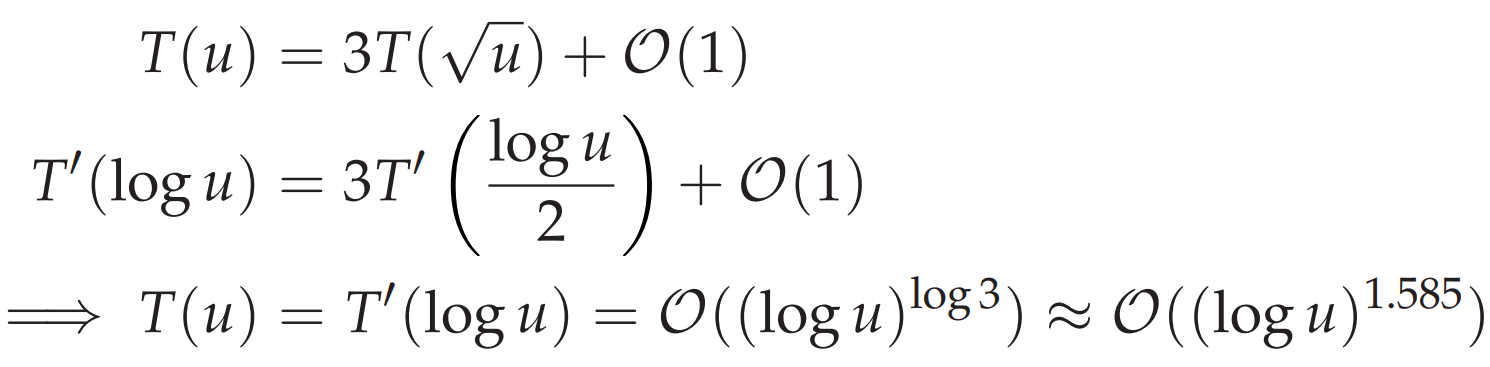 T(u) = 3T(√u) + 𝒪(1)
T′(log u) = 3T′(log u / 2) + 𝒪(1)
⟹ T(u) = T′(log u) = 𝒪((log u)^{log 3}) ≈ 𝒪((log u)^{1.585})